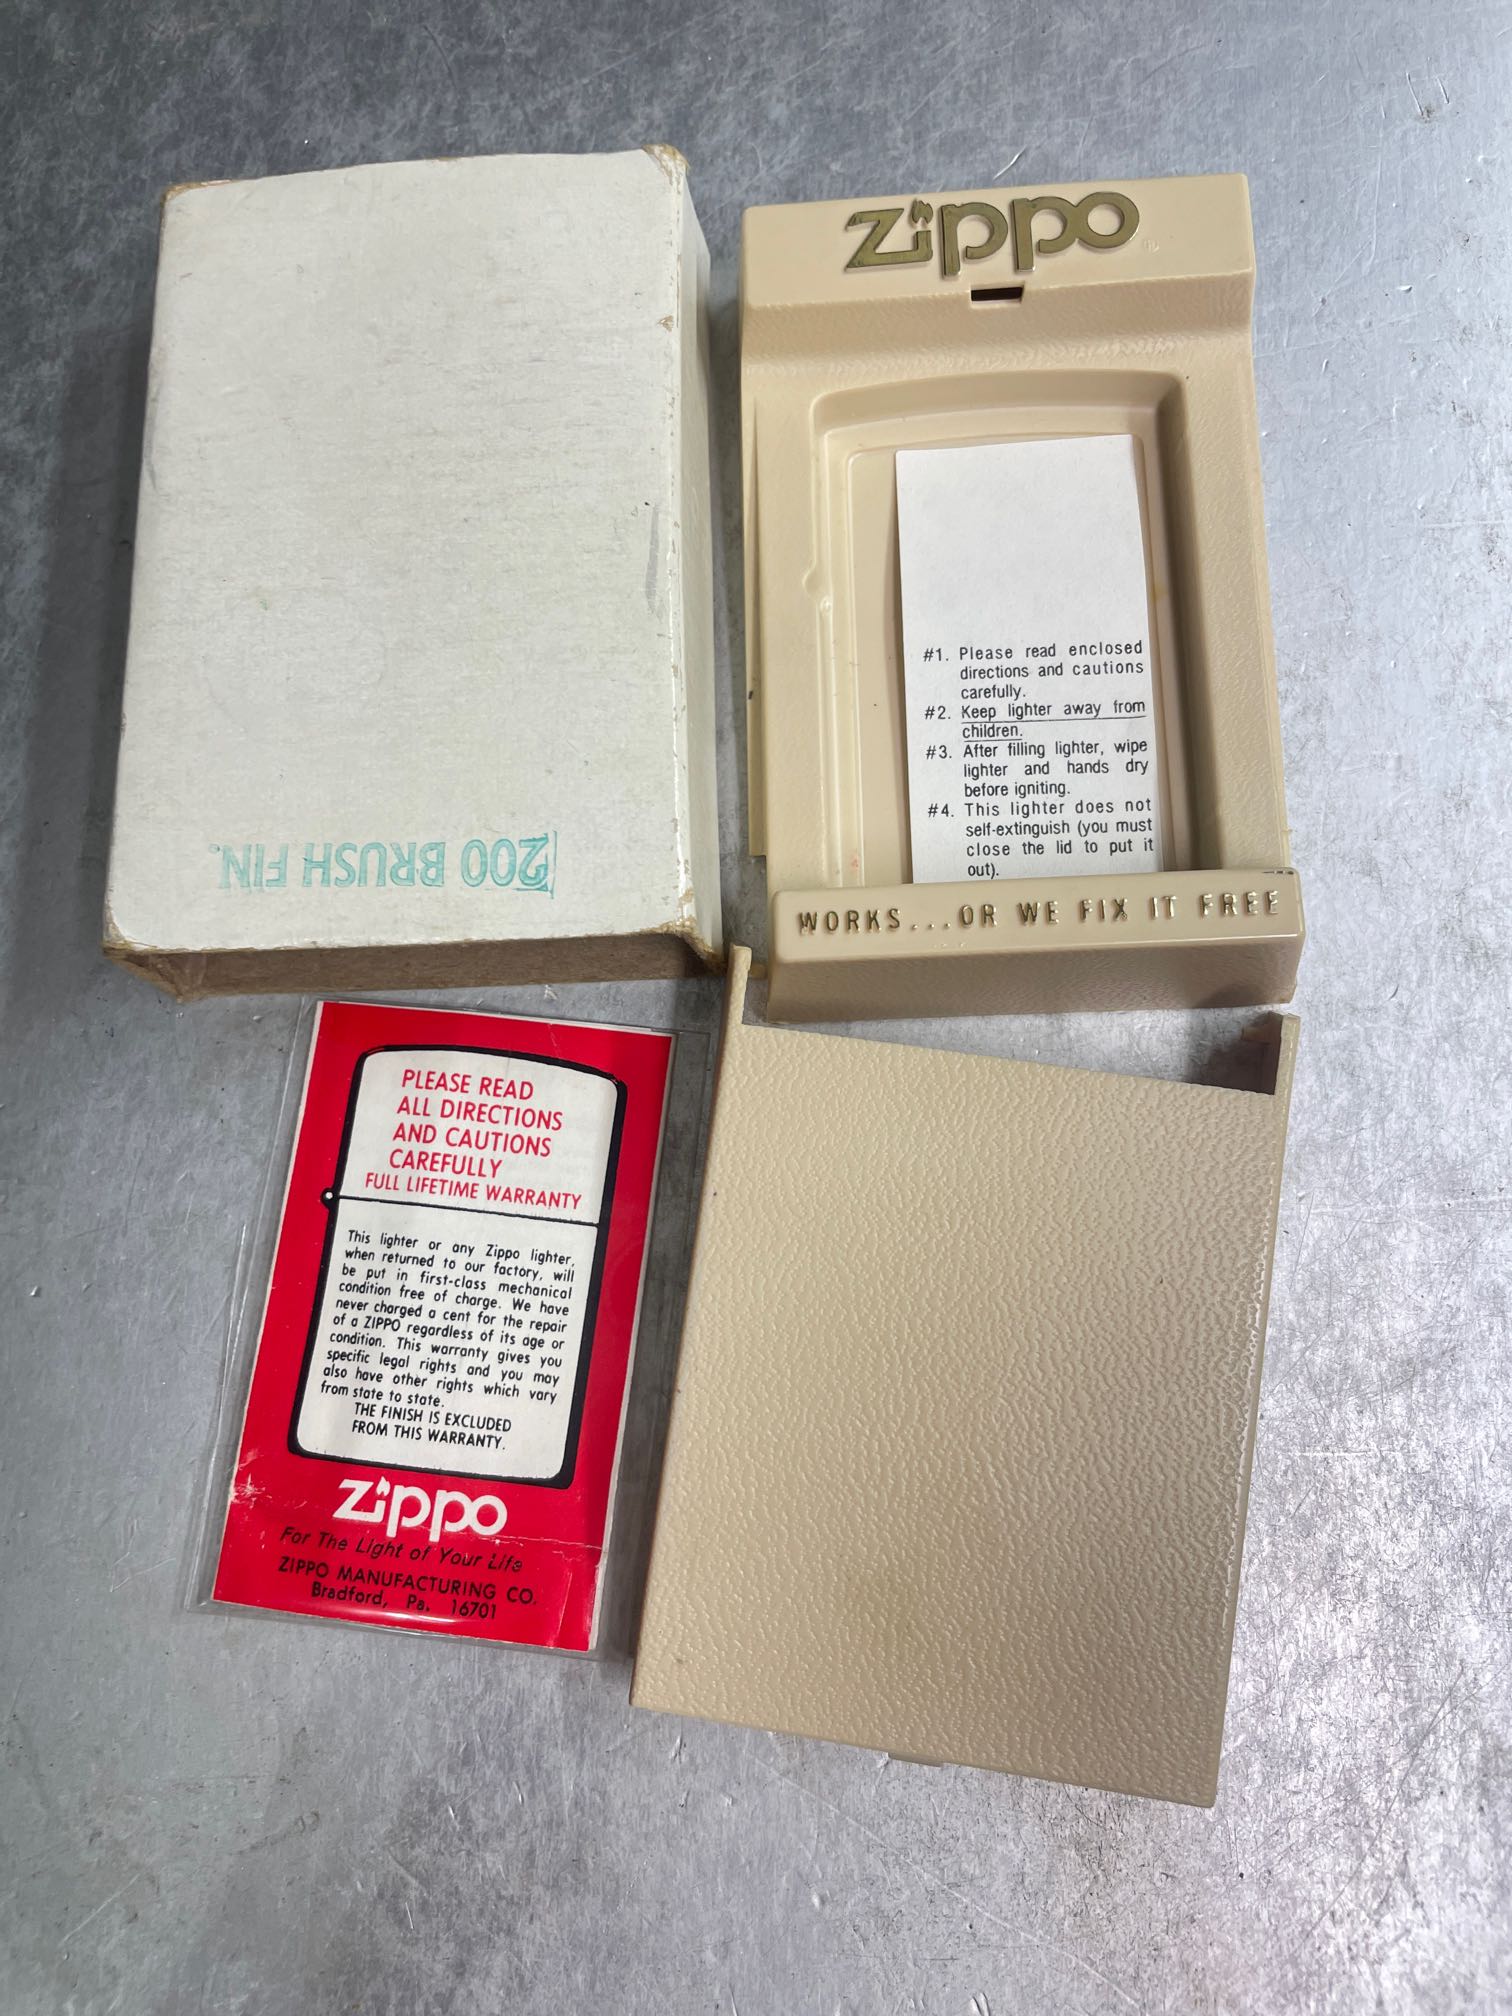 200 BRUSH FIN.
Zippo
#1. Please read enclosed
directions and cautions
carefully.
#2. Keep lighter away from
children.
#3. After filling lighter, wipe
lighter and hands dry
before igniting.
#4. This lighter does not
self-extinguish (you must
close the lid to put it
out).
WORKS...OR WE FIX IT FREE
PLEASE READ
ALL DIRECTIONS
AND CAUTIONS
CAREFULLY
FULL LIFETIME WARRANTY
This lighter or any Zippo lighter,
when returned to our factory, will
be put in first-class mechanical
condition free of charge. We have
never charged a cent for the repair
of a ZIPPO regardless of its age or
condition. This warranty gives you
specific legal rights and you may
also have other rights which vary
from state to state.
THE FINISH IS EXCLUDED
FROM THIS WARRANTY.
Zippo
For The Light of Your Life
ZIPPO MANUFACTURING CO.
Bradford, Pa. 16701